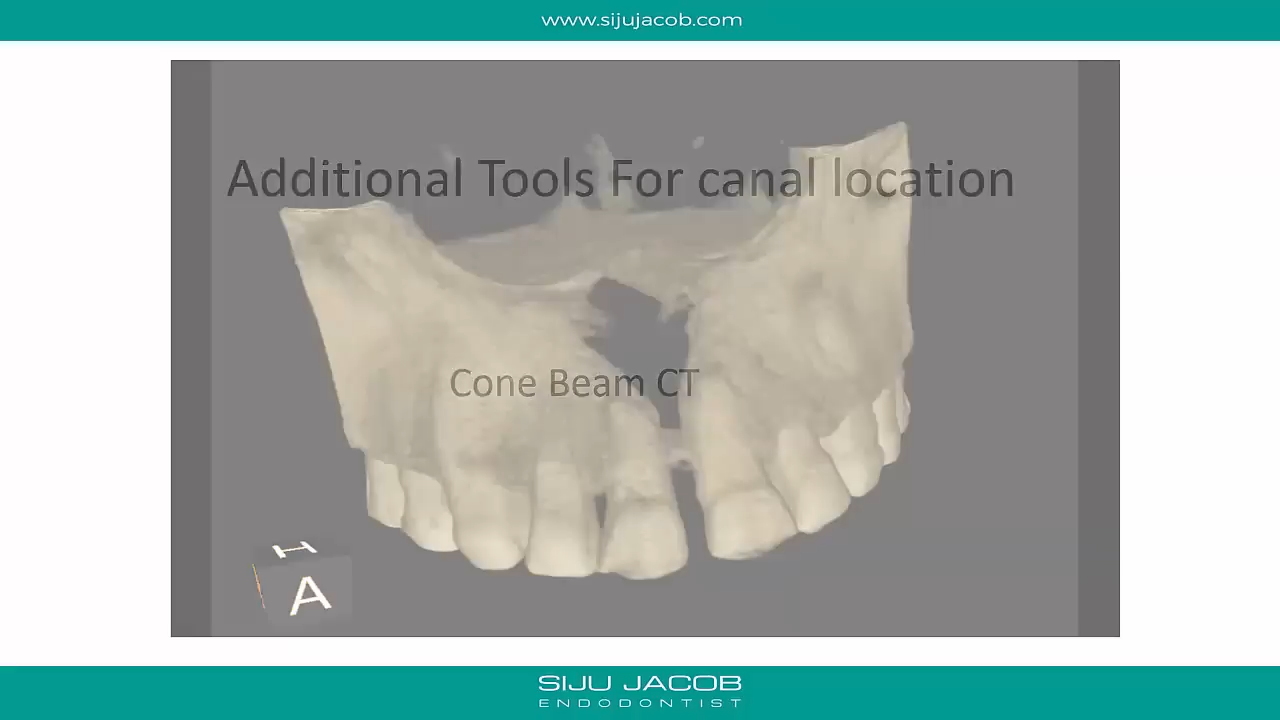 www.sijujacob.com
Additional Tools For canal location
Cone Beam CT
H
A
SIJU JACOB
ENDODONTIST